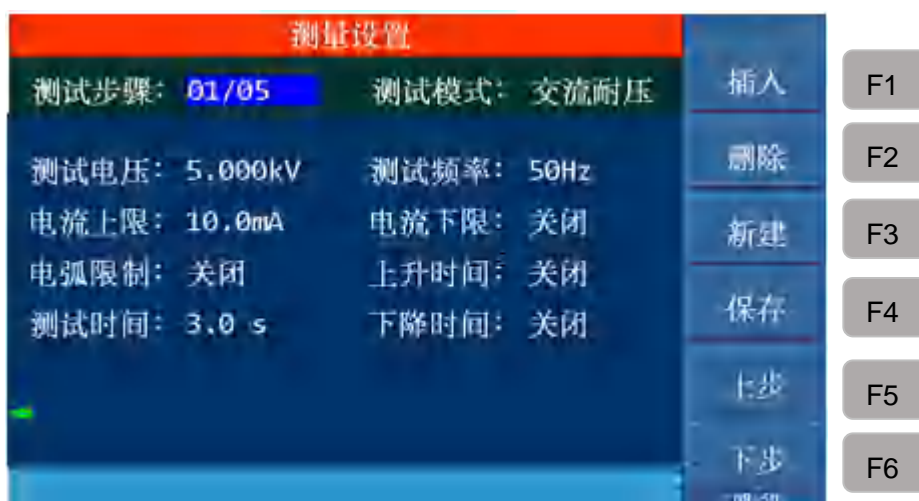 测量设置
测试步骤： 01/05 测试模式： 交流耐压
测试电压： 5.000kV 测试频率： 50Hz
电流上限： 10.0mA 电流下限： 关闭
电弧限制： 关闭 上升时间： 关闭
测试时间： 3.0 s 下降时间： 关闭
插入 F1
删除 F2
新建 F3
保存 F4
上步 F5
下步 F6